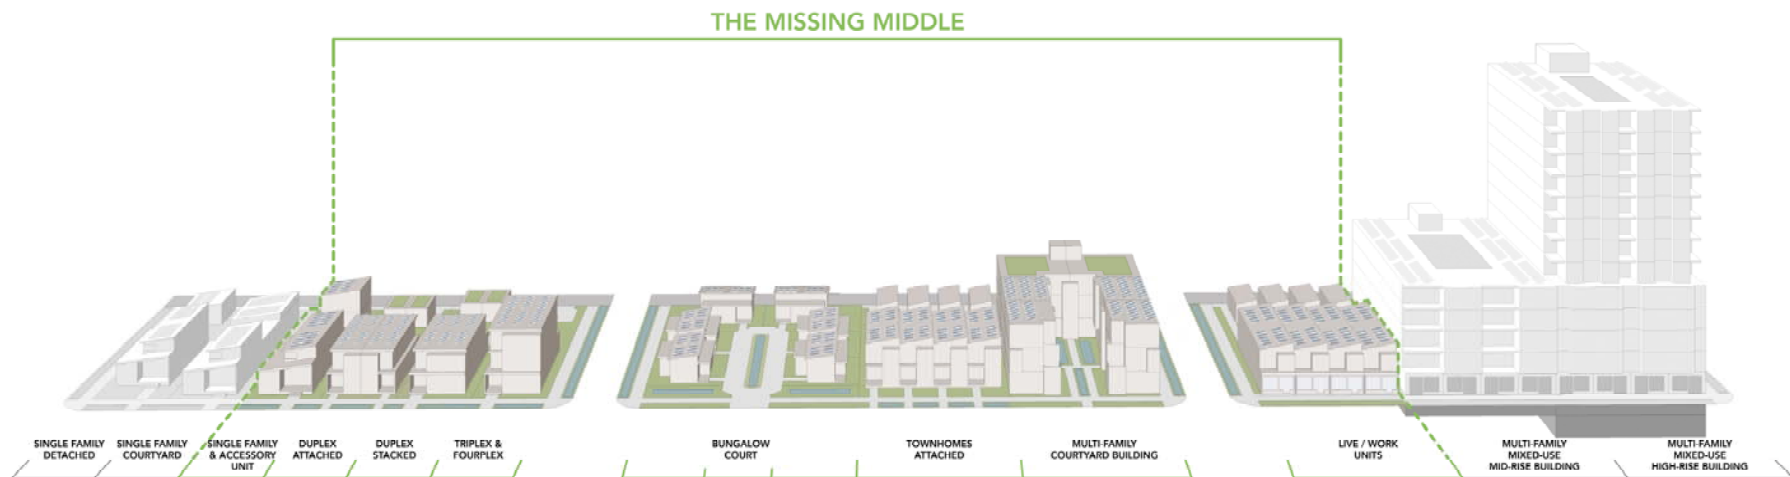 THE MISSING MIDDLE
SINGLE FAMILY
DETACHED
SINGLE FAMILY
COURTYARD
SINGLE FAMILY
& ACCESSORY
UNIT
DUPLEX
ATTACHED
DUPLEX
STACKED
TRIPLEX &
FOURPLEX
BUNGALOW
COURT
TOWNHOMES
ATTACHED
MULTI-FAMILY
COURTYARD BUILDING
LIVE / WORK
UNITS
MULTI-FAMILY
MIXED-USE
MID-RISE BUILDING
MULTI-FAMILY
MIXED-USE
HIGH-RISE BUILDING